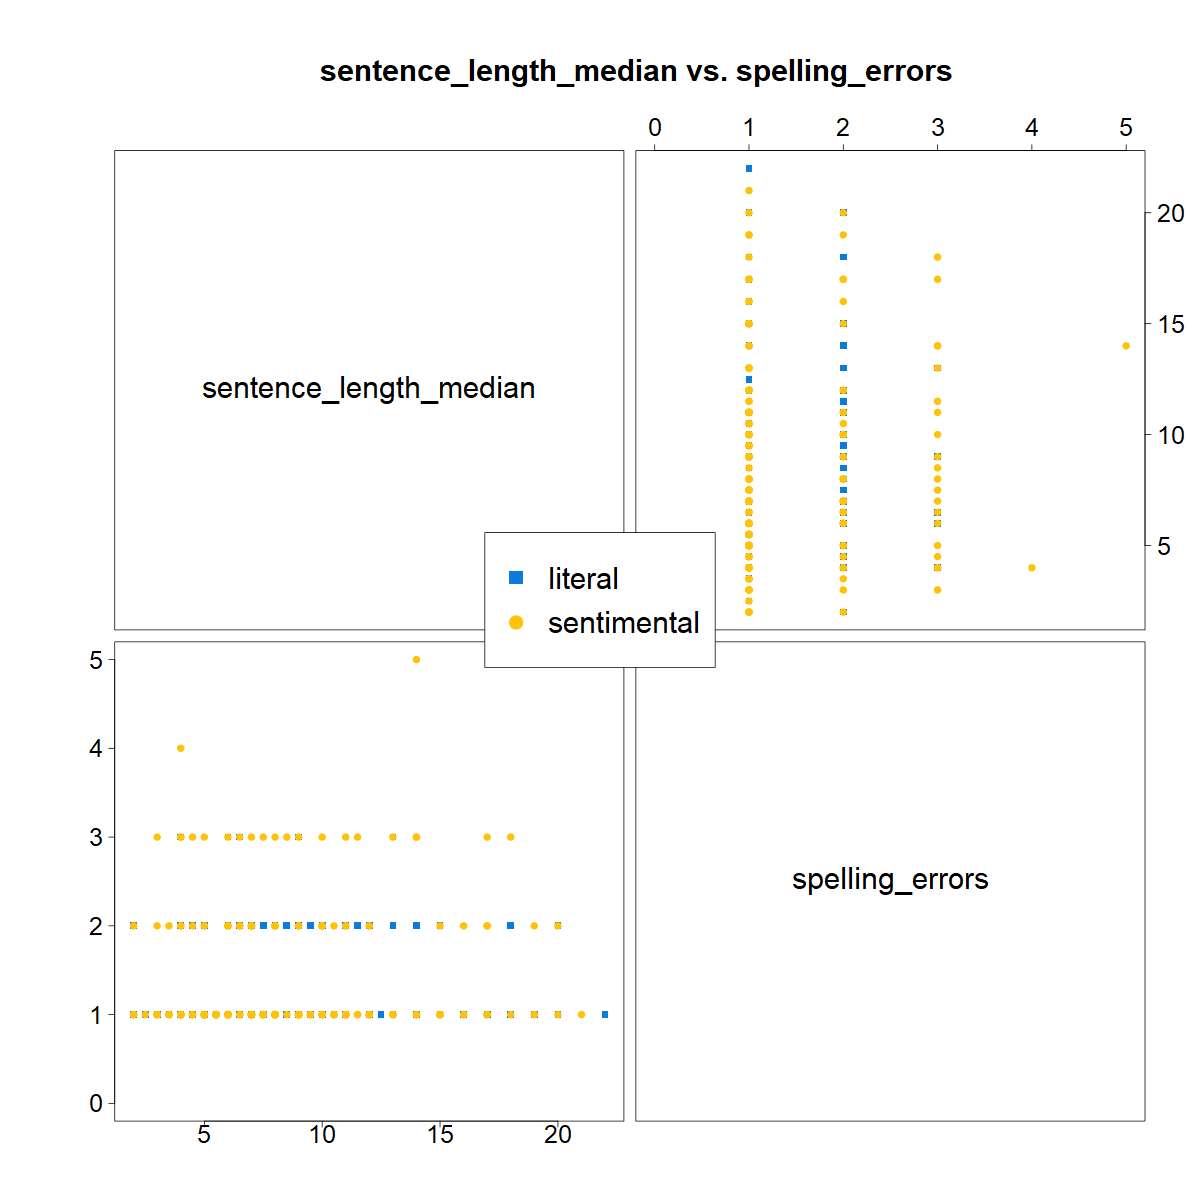 sentence_length_median vs. spelling_errors
0 1 2 3 4 5
sentence_length_median
20
15
10
5
literal
sentimental
5
4
3
2
1
0
spelling_errors
5 10 15 20